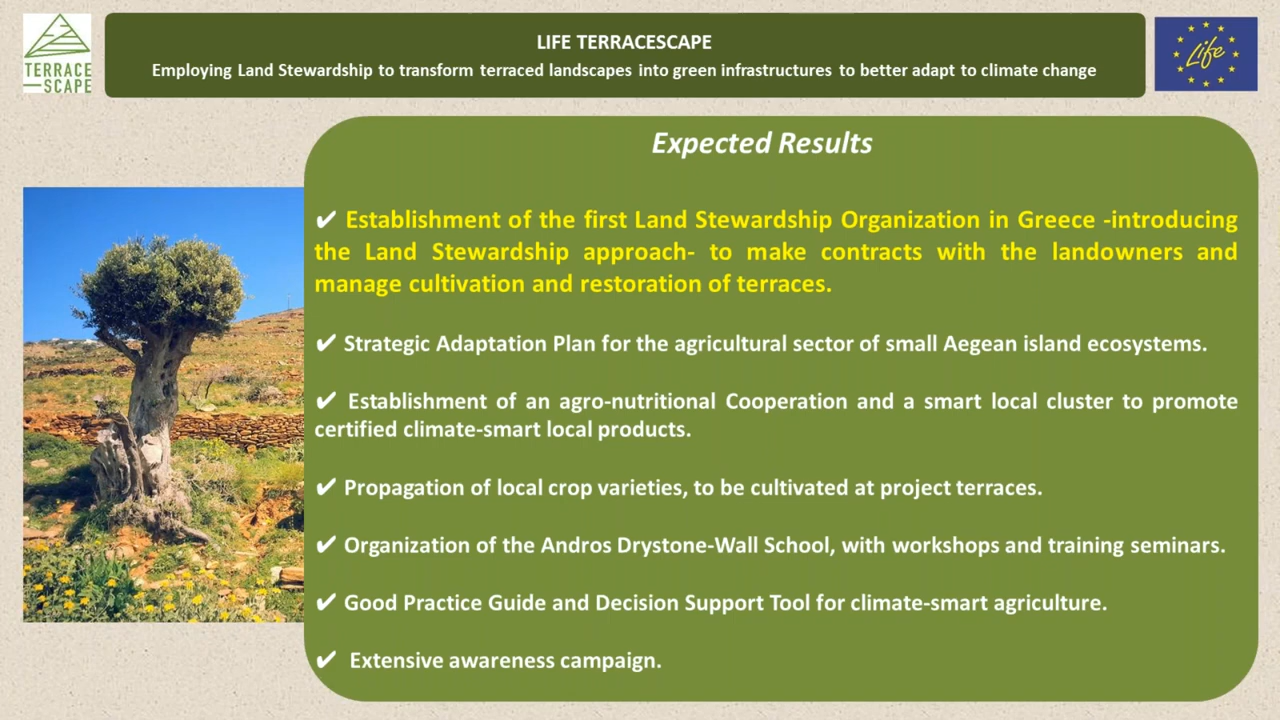 TERRACE
SCAPE
LIFE TERRACESCAPE
Employing Land Stewardship to transform terraced landscapes into green infrastructures to better adapt to climate change
Life
Expected Results
✔ Establishment of the first Land Stewardship Organization in Greece -introducing
the Land Stewardship approach- to make contracts with the landowners and
manage cultivation and restoration of terraces.
✔ Strategic Adaptation Plan for the agricultural sector of small Aegean island ecosystems.
✔ Establishment of an agro-nutritional Cooperation and a smart local cluster to promote
certified climate-smart local products.
✔ Propagation of local crop varieties, to be cultivated at project terraces.
✔ Organization of the Andros Drystone-Wall School, with workshops and training seminars.
✔ Good Practice Guide and Decision Support Tool for climate-smart agriculture.
✔ Extensive awareness campaign.